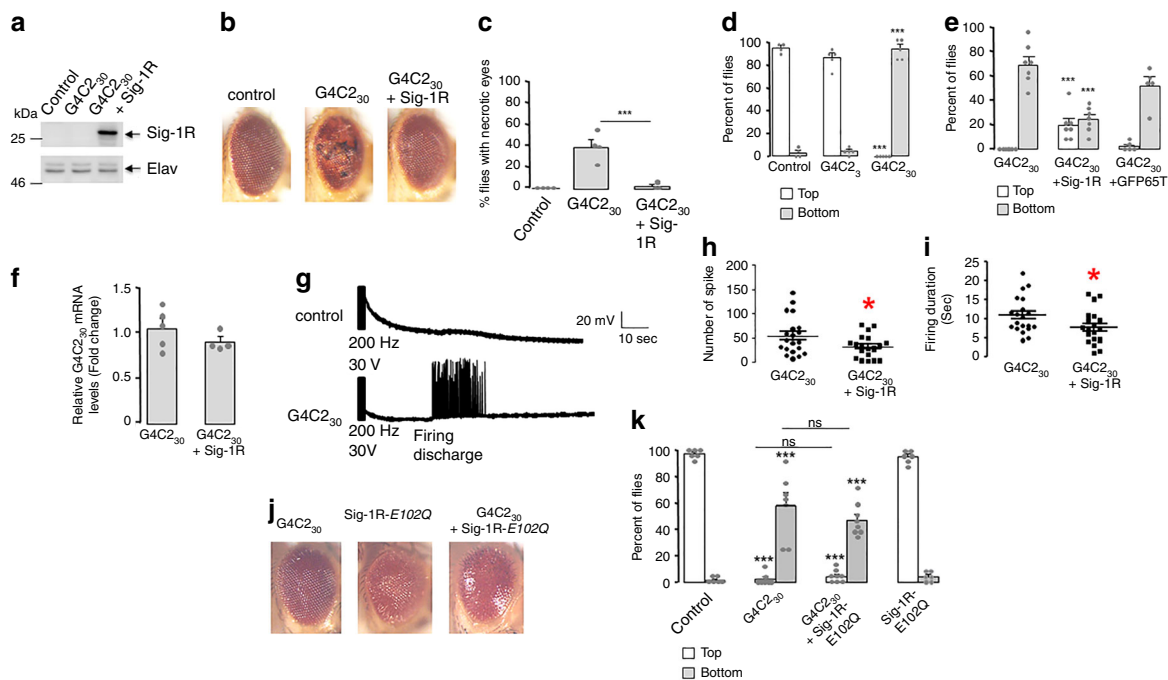 a
Control
G4C2₃₀
G4C2₃₀
+ Sig-1R
kDa
25
Sig-1R
Elav
46
b
control
G4C2₃₀
G4C2₃₀
+ Sig-1R
c
% flies with necrotic eyes
100
80
60
40
20
0
***
Control
G4C2₃₀
G4C2₃₀
+ Sig-
1R
d
Percent of flies
100
80
60
40
20
0
***
***
Control
G4C2₃
G4C2₃₀
Top
Bottom
e
Percent of flies
100
80
60
40
20
0
***
***
G4C2₃₀
G4C2₃₀
+Sig-1R
G4C2₃₀
+GFP65T
Top
Bottom
f
Relative G4C2₃₀ mRNA
levels (Fold change)
1.5
1.0
0.5
0
G4C2₃₀
G4C2₃₀
+ Sig-1R
g
control
200 Hz
30 V
20 mV
10 sec
G4C2₃₀
200 Hz
30V
Firing
discharge
h
Number of spike
200
150
100
50
0
*
G4C2₃₀
G4C2₃₀
+ Sig-1R
i
Firing duration
(Sec)
25
20
15
10
5
0
*
G4C2₃₀
G4C2₃₀
+ Sig-1R
j
G4C2₃₀
Sig-1R-E102Q
G4C2₃₀
+ Sig-1R-E102Q
k
Percent of flies
100
80
60
40
20
0
ns
ns
***
***
***
***
Control
G4C2₃₀
G4C2₃₀
+ Sig-1R-
E102Q
Sig-1R-
E102Q
Top
Bottom